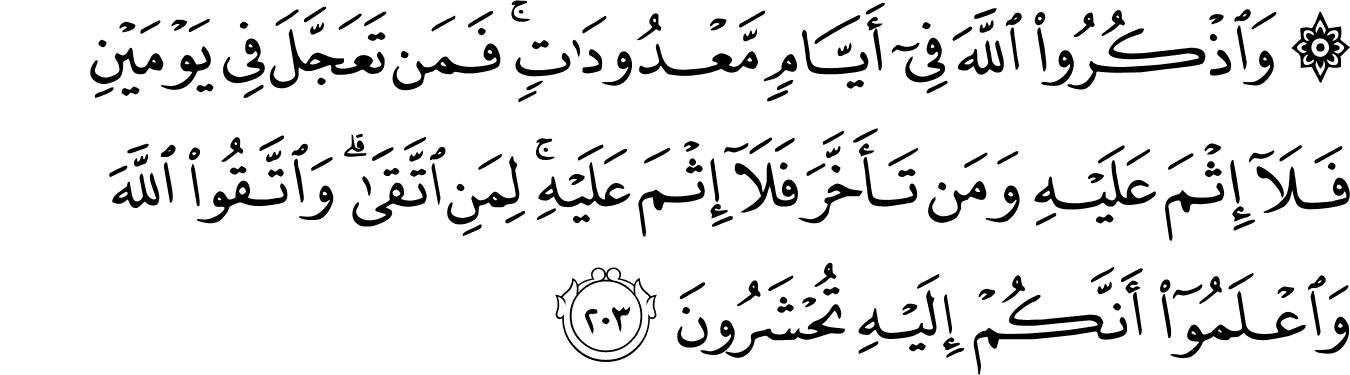 ۞ وَٱذۡكُرُواْ ٱللَّهَ فِيٓ أَيَّامٖ مَّعۡدُودَٰتٖۚ فَمَن تَعَجَّلَ فِي يَوۡمَيۡنِ
فَلَآ إِثۡمَ عَلَيۡهِ وَمَن تَأَخَّرَ فَلَآ إِثۡمَ عَلَيۡهِۚ لِمَنِ ٱتَّقَىٰۗ وَٱتَّقُواْ ٱللَّهَ
وَٱعۡلَمُوٓاْ أَنَّكُمۡ إِلَيۡهِ تُحۡشَرُونَ ٢٠٣